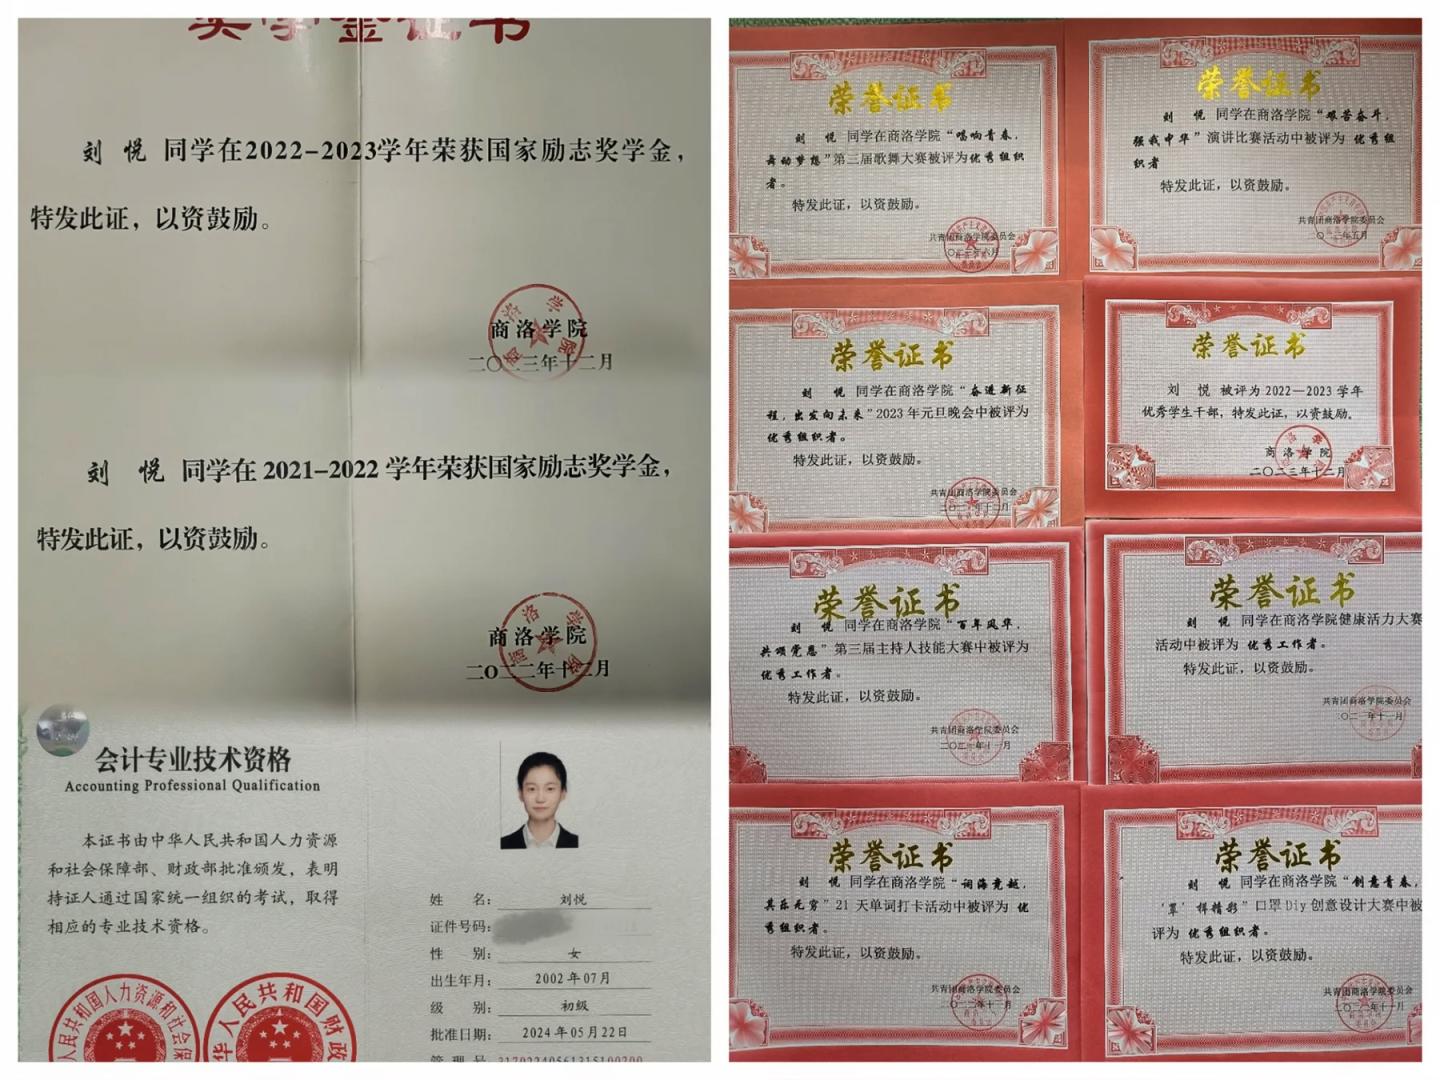 奖学金证书
刘 悦 同学在2022-2023学年荣获国家励志奖学金，
特发此证，以资鼓励。
商洛学院
二〇二三年十二月
刘 悦 同学在 2021-2022 学年荣获国家励志奖学金，
特发此证，以资鼓励。
商洛学院
二〇二二年十二月
会计专业技术资格
Accounting Professional Qualification
本证书由中华人民共和国人力资源
和社会保障部、财政部批准颁发，表明
持证人通过国家统一组织的考试，取得
相应的专业技术资格。
姓 名： 刘悦
证件号码：
性 别： 女
出生年月： 2002年07月
级 别： 初级
批准日期： 2024年05月22日
管 理 号
荣誉证书
刘 悦 同学在商洛学院“唱响青春，
舞动梦想”第三届歌舞大赛被评为优秀组织
者。
特发此证，以资鼓励。
共青团商洛学院委员会
荣誉证书
刘 悦 同学在商洛学院“艰苦奋斗，
强我中华”演讲比赛活动中被评为 优秀组
织者
特发此证，以资鼓励。
共青团商洛学院委员会
荣誉证书
刘 悦 同学在商洛学院“奋进新征
程，出发向未来”2023年元旦晚会中被评为
优秀组织者。
特发此证，以资鼓励。
共青团商洛学院委员会
荣誉证书
刘 悦 被评为2022—2023学年
优秀学生干部，特发此证，以资鼓励。
商洛学院
二〇二三年十二月
荣誉证书
刘 悦 同学在商洛学院“百年风华，
共颂党恩”第三届主持人技能大赛中被评为
优秀工作者。
特发此证，以资鼓励。
共青团商洛学院委员会
荣誉证书
刘 悦 同学在商洛学院健康活力大赛
活动中被评为 优秀工作者。
特发此证，以资鼓励。
共青团商洛学院委员会
二〇二一年十一月
荣誉证书
刘 悦 同学在商洛学院“词海竞越，
其乐无穷”21天单词打卡活动中被评为 优
秀组织者。
特发此证，以资鼓励。
共青团商洛学院委员会
荣誉证书
刘 悦 同学在商洛学院“创意青春，
‘罩’样精彩”口罩Diy创意设计大赛中被
评为 优秀组织者。
特发此证，以资鼓励。
共青团商洛学院委员会